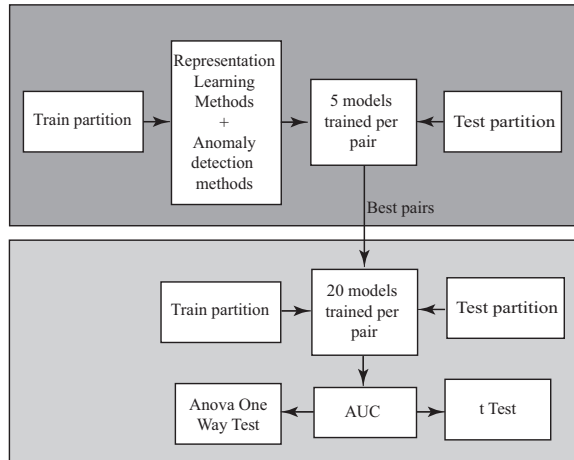 Representation
Learning
Methods
+
Anomaly
detection
methods
Train partition
5 models
trained per
pair
Test partition
Best pairs
Train partition
20 models
trained per
pair
Test partition
Anova One
Way Test
AUC
t Test